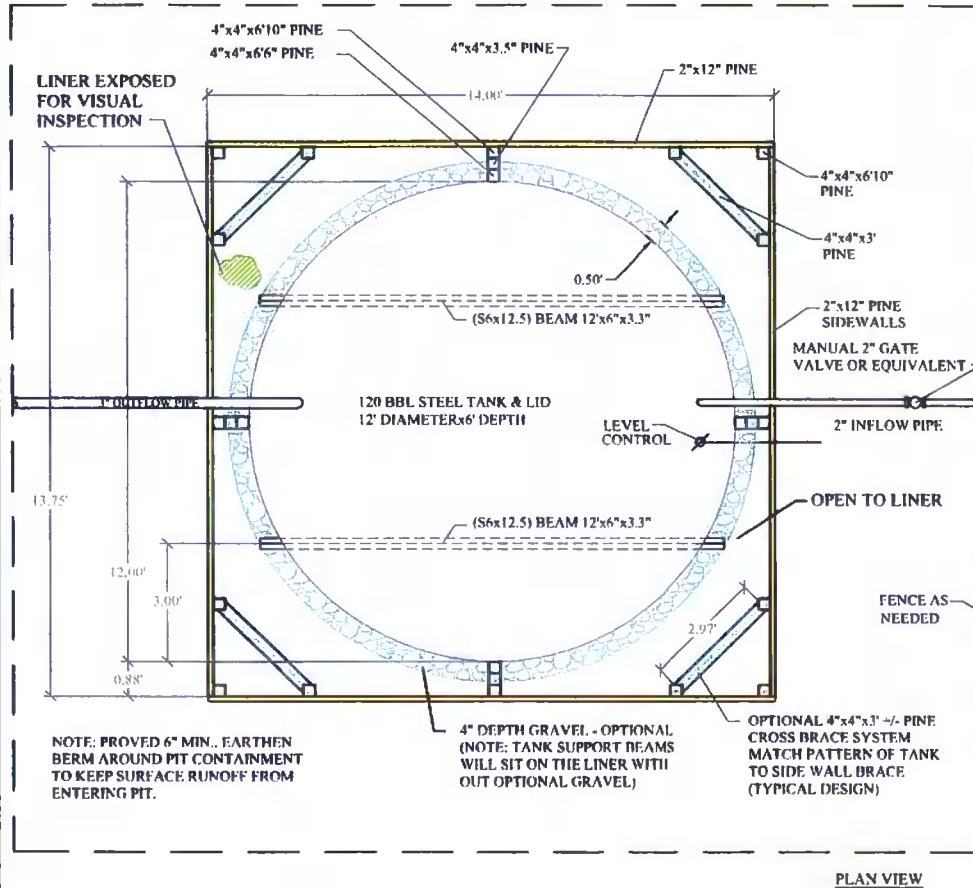 4"x4"x6'10" PINE
4"x4"x6'6" PINE
4"x4"x3.5" PINE
2"x12" PINE
LINER EXPOSED
FOR VISUAL
INSPECTION
14.00'
4"x4"x6'10"
PINE
4"x4"x3'
PINE
0.50'
(S6x12.5) BEAM 12'x6"x3.3"
2"x12" PINE
SIDEWALLS
MANUAL 2" GATE
VALVE OR EQUIVALENT
OUTFLOW PIPE
120 BBL STEEL TANK & LID
12' DIAMETERx6' DEPTH
LEVEL
CONTROL
2" INFLOW PIPE
13.75'
OPEN TO LINER
(S6x12.5) BEAM 12'x6"x3.3"
12.00'
3.00'
FENCE AS
NEEDED
2.97'
0.88'
NOTE: PROVED 6" MIN.. EARTHEN
BERM AROUND PIT CONTAINMENT
TO KEEP SURFACE RUNOFF FROM
ENTERING PIT.
4" DEPTH GRAVEL - OPTIONAL
(NOTE: TANK SUPPORT BEAMS
WILL SIT ON THE LINER WITH
OUT OPTIONAL GRAVEL)
OPTIONAL 4"x4"x3' +/- PINE
CROSS BRACE SYSTEM
MATCH PATTERN OF TANK
TO SIDE WALL BRACE
(TYPICAL DESIGN)
PLAN VIEW